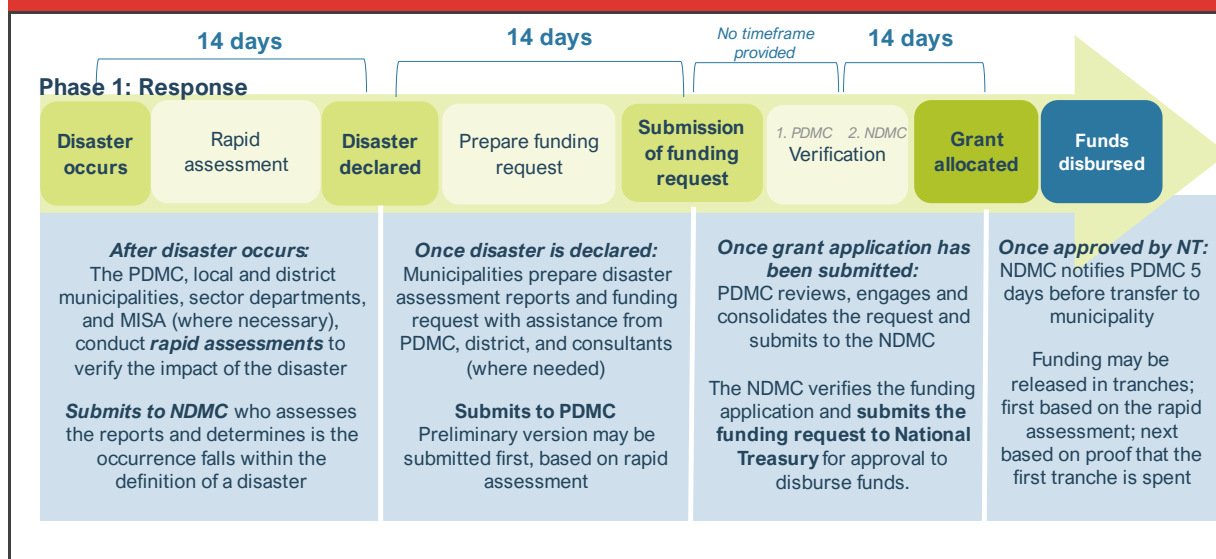 14 days
14 days
No timeframe
provided
14 days
Phase 1: Response
Disaster
occurs
Rapid
assessment
Disaster
declared
Prepare funding
request
Submission
of funding
request
1. PDMC 2. NDMC
Verification
Grant
allocated
Funds
disbursed
After disaster occurs:
The PDMC, local and district
municipalities, sector departments,
and MISA (where necessary),
conduct rapid assessments to
verify the impact of the disaster
Submits to NDMC who assesses
the reports and determines is the
occurrence falls within the
definition of a disaster
Once disaster is declared:
Municipalities prepare disaster
assessment reports and funding
request with assistance from
PDMC, district, and consultants
(where needed)
Submits to PDMC
Preliminary version may be
submitted first, based on rapid
assessment
Once grant application has
been submitted:
PDMC reviews, engages and
consolidates the request and
submits to the NDMC
The NDMC verifies the funding
application and submits the
funding request to National
Treasury for approval to
disburse funds.
Once approved by NT:
NDMC notifies PDMC 5
days before transfer to
municipality
Funding may be
released in tranches;
first based on the rapid
assessment; next
based on proof that the
first tranche is spent